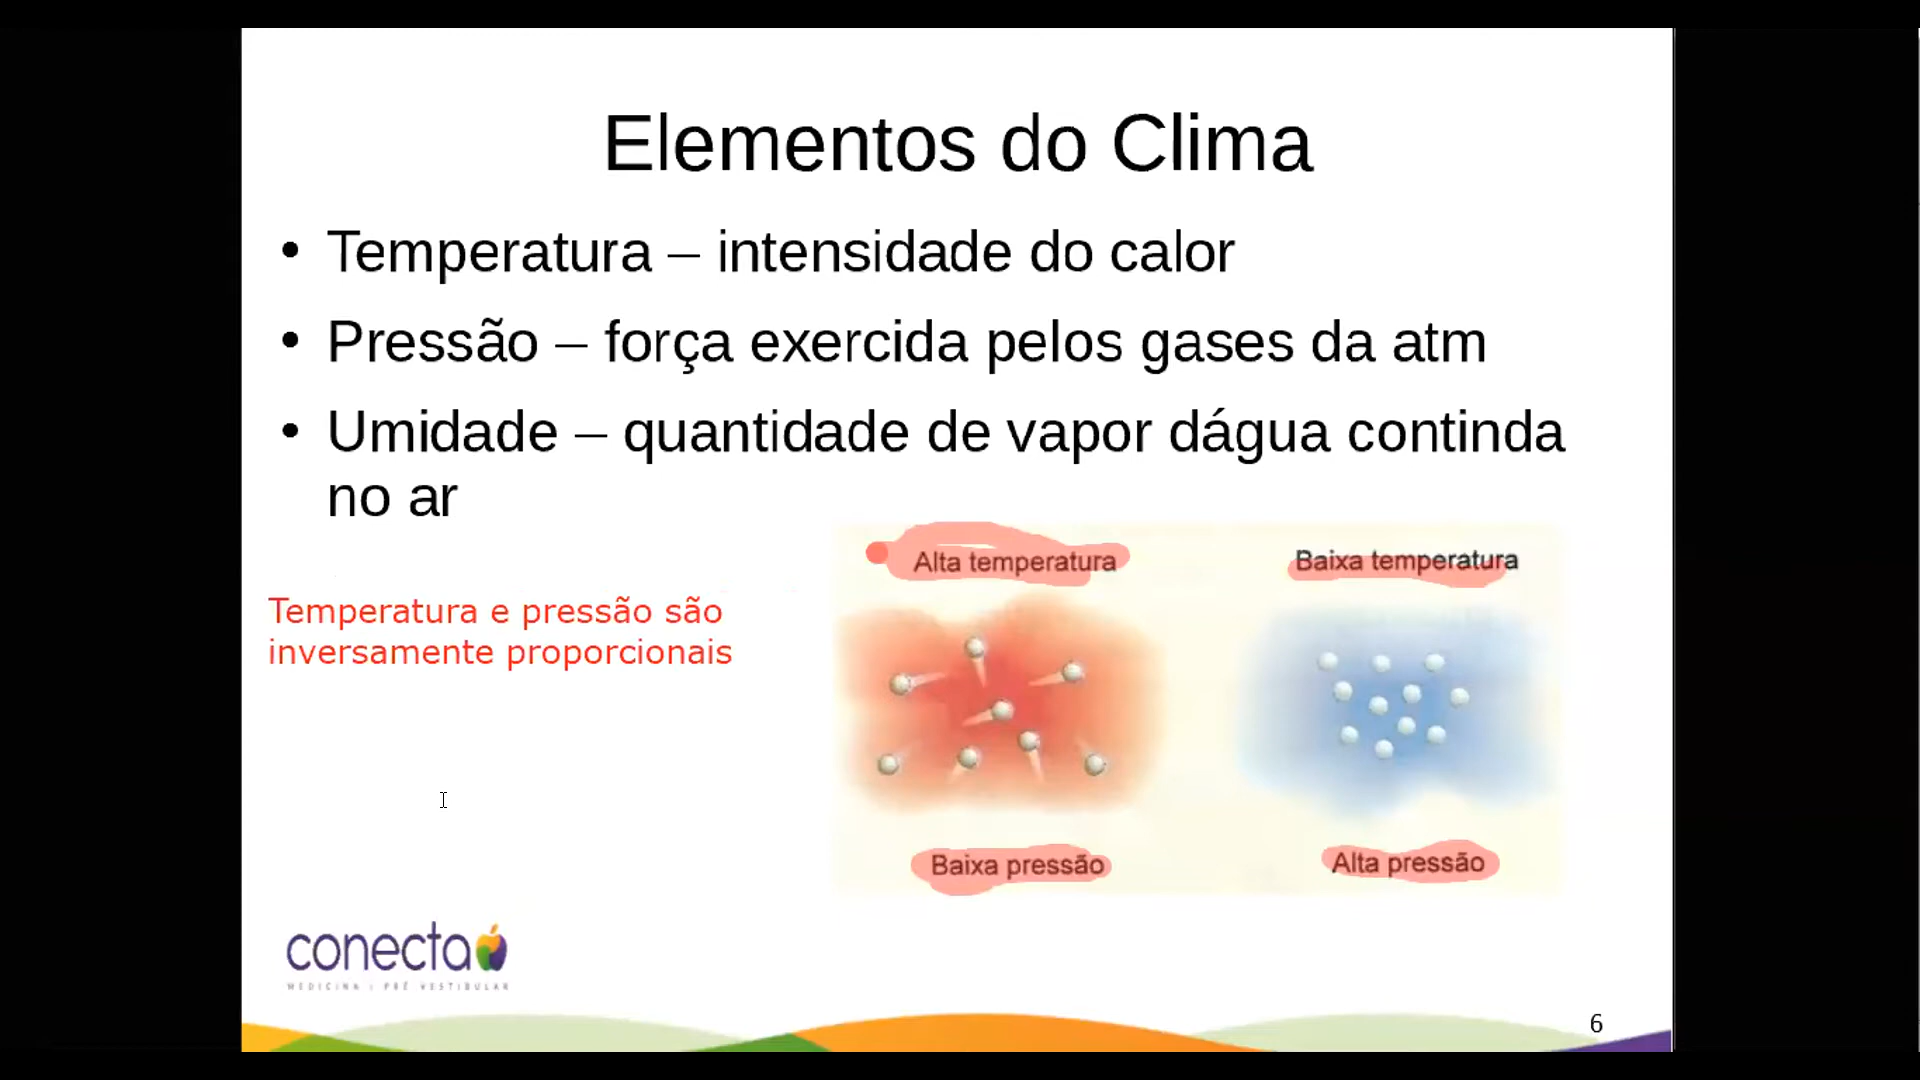 Elementos do Clima
• Temperatura – intensidade do calor
• Pressão – força exercida pelos gases da atm
• Umidade – quantidade de vapor dágua continda
no ar
Temperatura e pressão são
inversamente proporcionais
Alta temperatura
Baixa temperatura
Baixa pressão
Alta pressão
conecta
MEDICINA | PRÉ VESTIBULAR
6